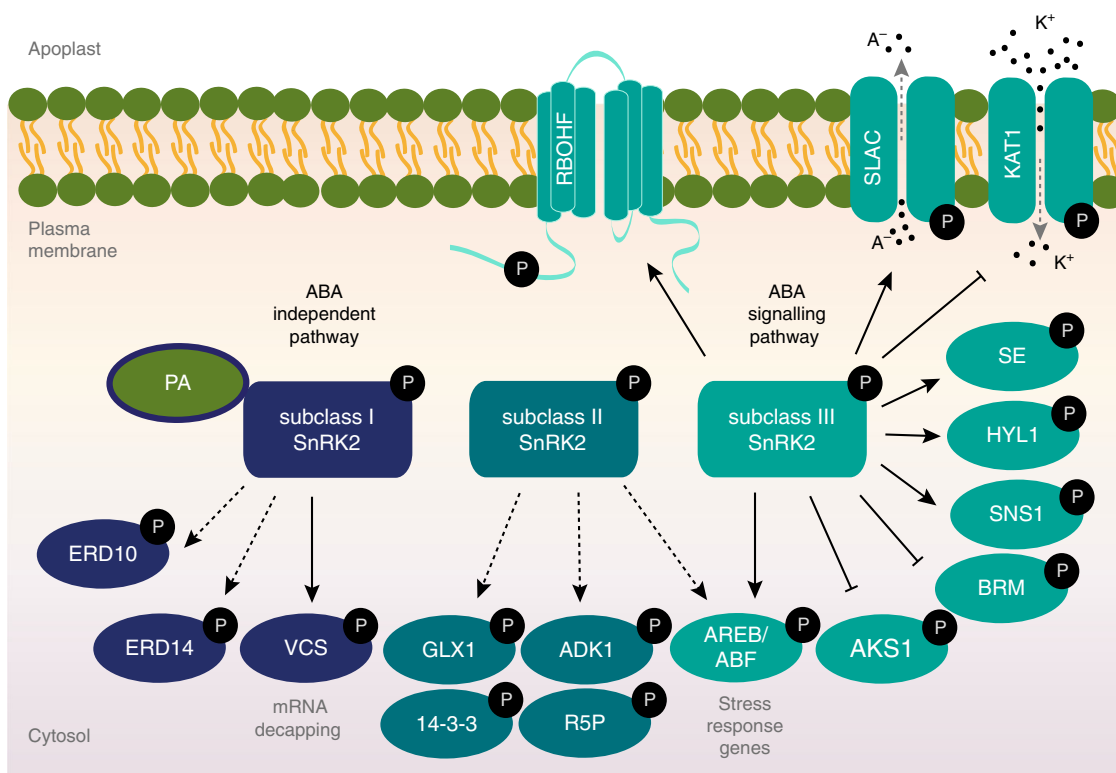 Apoplast
A⁻
K⁺
RBOHF
SLAC
KAT1
Plasma
membrane
P
P
P
A⁻
K⁺
ABA
independent
pathway
ABA
signalling
pathway
PA
P
subclass I
SnRK2
P
subclass II
SnRK2
P
subclass III
SnRK2
P
SE
P
HYL1
P
SNS1
P
BRM
P
ERD10
P
ERD14
P
VCS
P
GLX1
P
ADK1
P
AREB/
ABF
P
AKS1
P
14-3-3
P
R5P
P
mRNA
decapping
Stress
response
genes
Cytosol